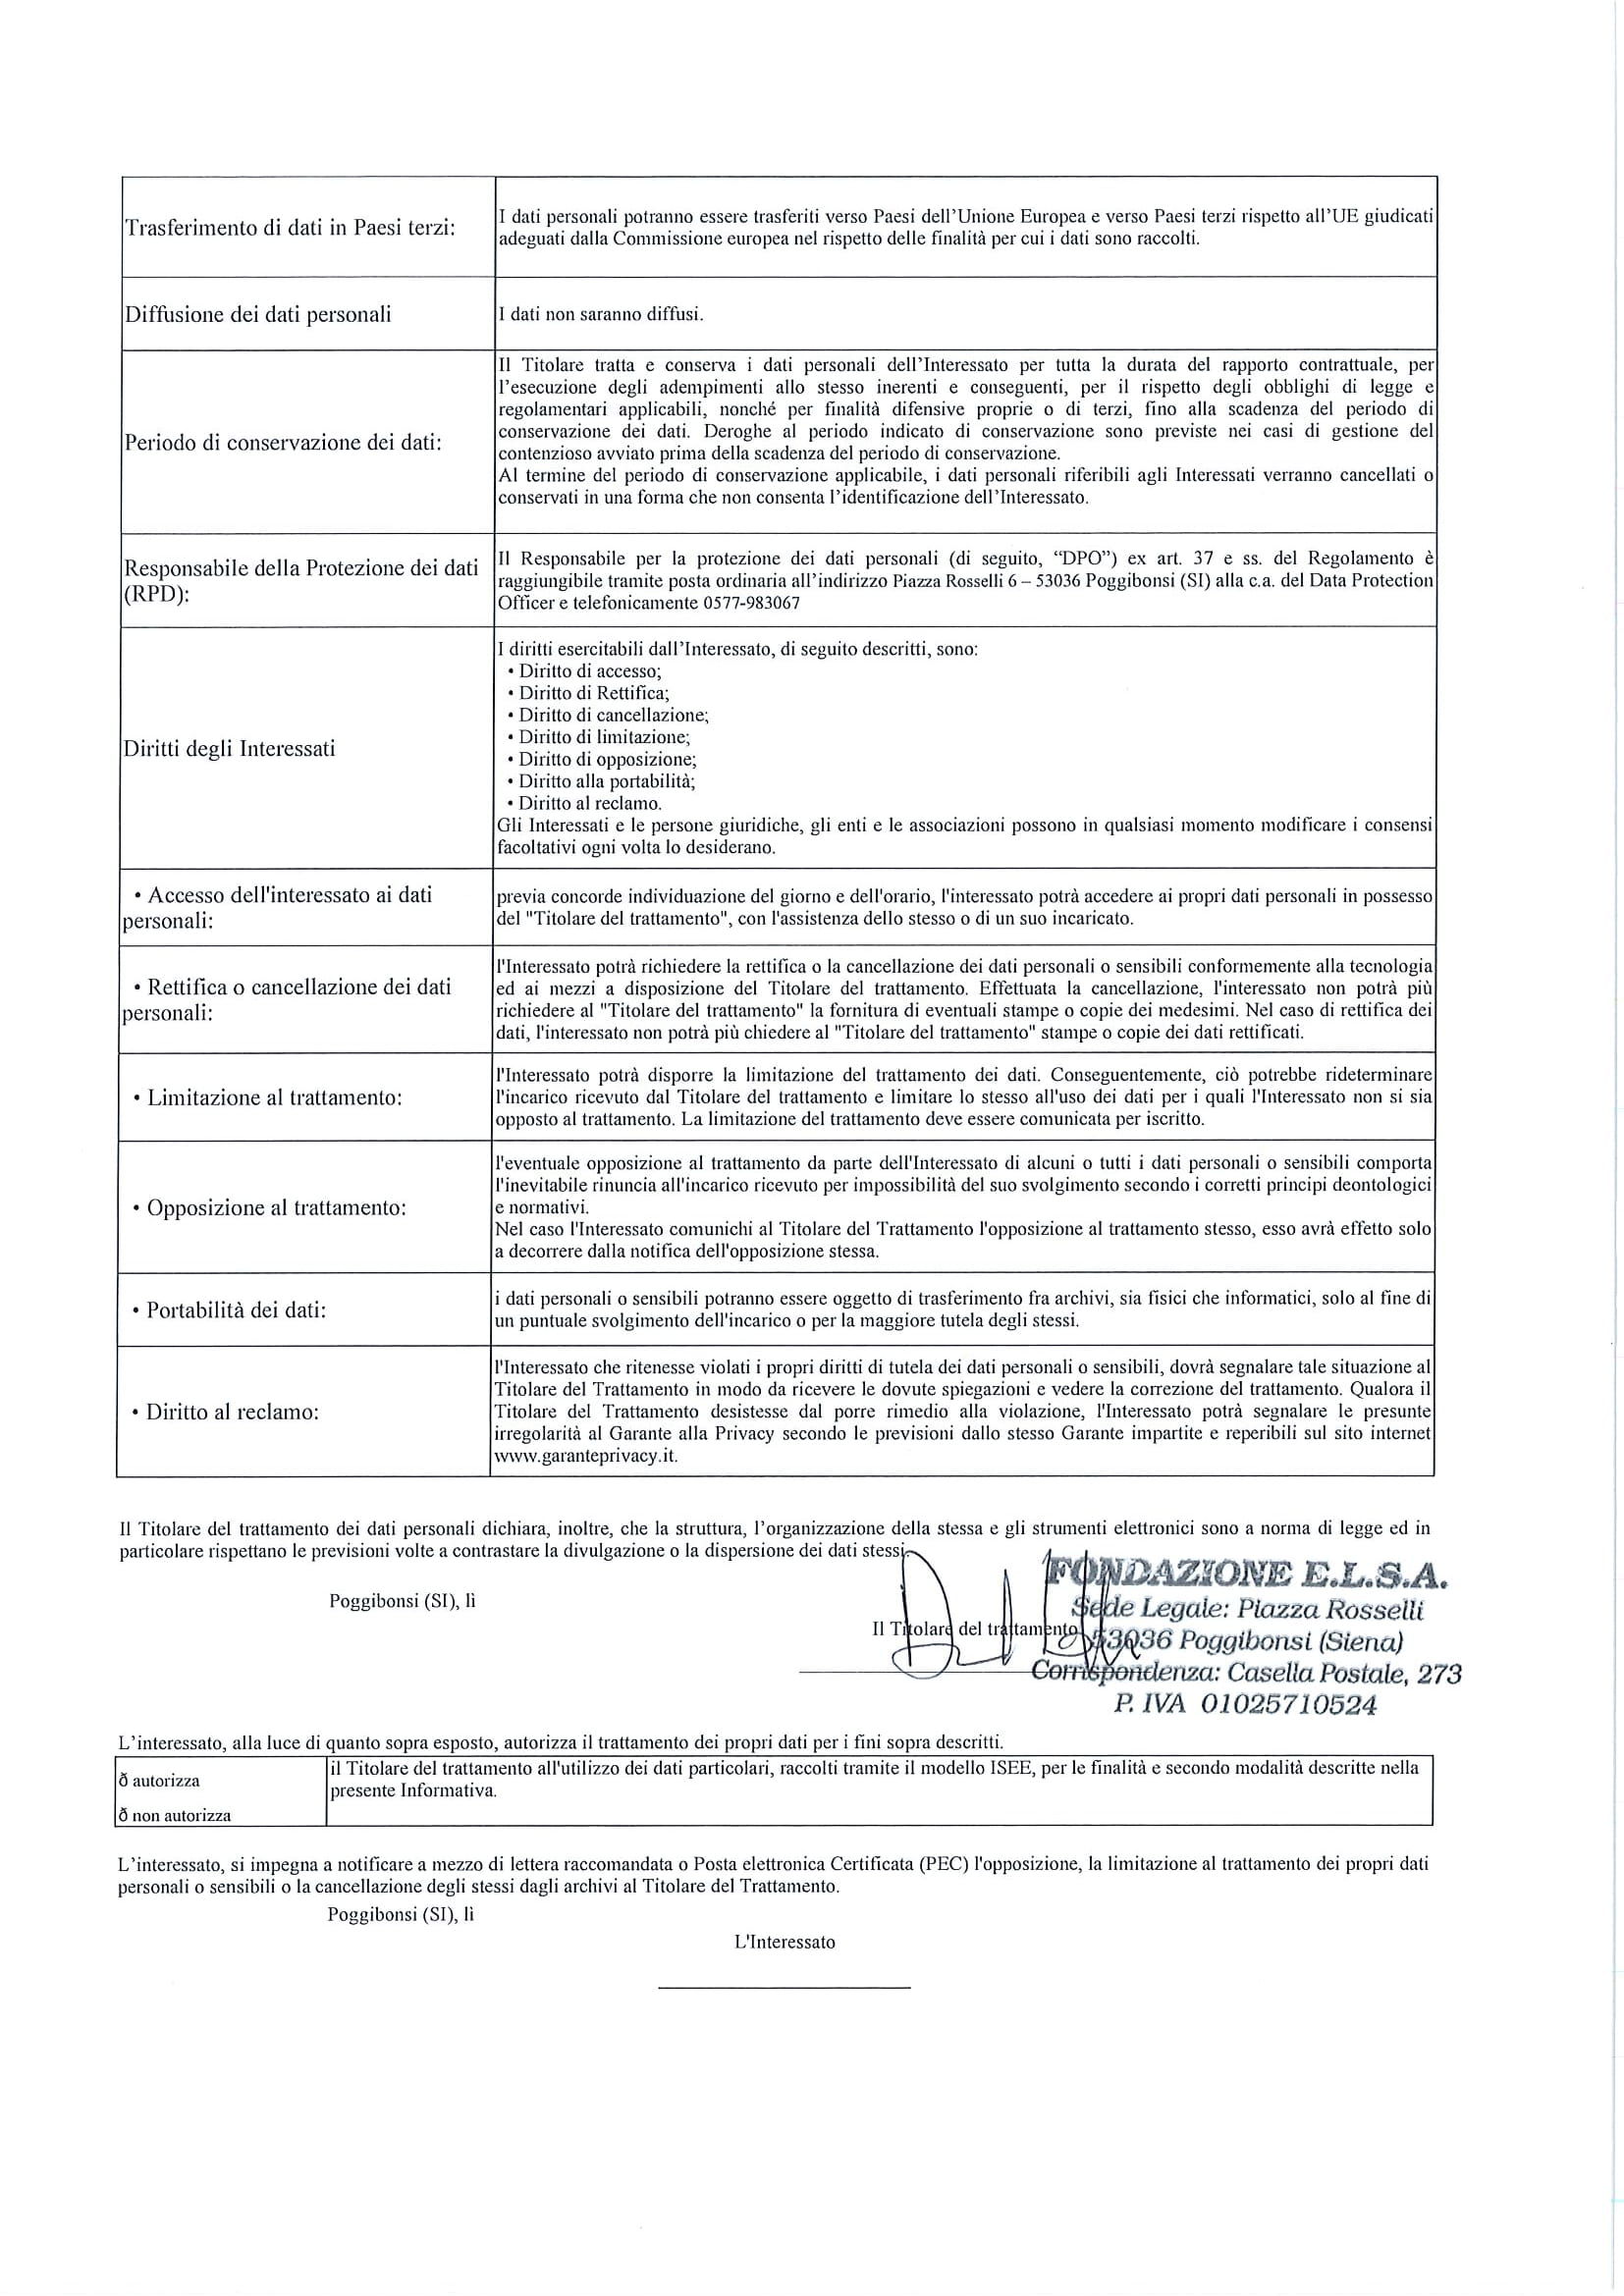 Trasferimento di dati in Paesi terzi:
I dati personali potranno essere trasferiti verso Paesi dell’Unione Europea e verso Paesi terzi rispetto all’UE giudicati
adeguati dalla Commissione europea nel rispetto delle finalità per cui i dati sono raccolti.
Diffusione dei dati personali
I dati non saranno diffusi.
Periodo di conservazione dei dati:
Il Titolare tratta e conserva i dati personali dell’Interessato per tutta la durata del rapporto contrattuale, per
l’esecuzione degli adempimenti allo stesso inerenti e conseguenti, per il rispetto degli obblighi di legge e
regolamentari applicabili, nonché per finalità difensive proprie o di terzi, fino alla scadenza del periodo di
conservazione dei dati. Deroghe al periodo indicato di conservazione sono previste nei casi di gestione del
contenzioso avviato prima della scadenza del periodo di conservazione.
Al termine del periodo di conservazione applicabile, i dati personali riferibili agli Interessati verranno cancellati o
conservati in una forma che non consenta l’identificazione dell’Interessato.
Responsabile della Protezione dei dati
(RPD):
Il Responsabile per la protezione dei dati personali (di seguito, “DPO”) ex art. 37 e ss. del Regolamento è
raggiungibile tramite posta ordinaria all’indirizzo Piazza Rosselli 6 – 53036 Poggibonsi (SI) alla c.a. del Data Protection
Officer e telefonicamente 0577-983067
Diritti degli Interessati
I diritti esercitabili dall’Interessato, di seguito descritti, sono:
• Diritto di accesso;
• Diritto di Rettifica;
• Diritto di cancellazione;
• Diritto di limitazione;
• Diritto di opposizione;
• Diritto alla portabilità;
• Diritto al reclamo.
Gli Interessati e le persone giuridiche, gli enti e le associazioni possono in qualsiasi momento modificare i consensi
facoltativi ogni volta lo desiderano.
• Accesso dell'interessato ai dati
personali:
previa concorde individuazione del giorno e dell'orario, l'interessato potrà accedere ai propri dati personali in possesso
del "Titolare del trattamento", con l'assistenza dello stesso o di un suo incaricato.
• Rettifica o cancellazione dei dati
personali:
l'Interessato potrà richiedere la rettifica o la cancellazione dei dati personali o sensibili conformemente alla tecnologia
ed ai mezzi a disposizione del Titolare del trattamento. Effettuata la cancellazione, l'interessato non potrà più
richiedere al "Titolare del trattamento" la fornitura di eventuali stampe o copie dei medesimi. Nel caso di rettifica dei
dati, l'interessato non potrà più chiedere al "Titolare del trattamento" stampe o copie dei dati rettificati.
• Limitazione al trattamento:
l'Interessato potrà disporre la limitazione del trattamento dei dati. Conseguentemente, ciò potrebbe rideterminare
l'incarico ricevuto dal Titolare del trattamento e limitare lo stesso all'uso dei dati per i quali l'Interessato non si sia
opposto al trattamento. La limitazione del trattamento deve essere comunicata per iscritto.
• Opposizione al trattamento:
l'eventuale opposizione al trattamento da parte dell'Interessato di alcuni o tutti i dati personali o sensibili comporta
l'inevitabile rinuncia all'incarico ricevuto per impossibilità del suo svolgimento secondo i corretti principi deontologici
e normativi.
Nel caso l'Interessato comunichi al Titolare del Trattamento l'opposizione al trattamento stesso, esso avrà effetto solo
a decorrere dalla notifica dell'opposizione stessa.
• Portabilità dei dati:
i dati personali o sensibili potranno essere oggetto di trasferimento fra archivi, sia fisici che informatici, solo al fine di
un puntuale svolgimento dell'incarico o per la maggiore tutela degli stessi.
• Diritto al reclamo:
l'Interessato che ritenesse violati i propri diritti di tutela dei dati personali o sensibili, dovrà segnalare tale situazione al
Titolare del Trattamento in modo da ricevere le dovute spiegazioni e vedere la correzione del trattamento. Qualora il
Titolare del Trattamento desistesse dal porre rimedio alla violazione, l'Interessato potrà segnalare le presunte
irregolarità al Garante alla Privacy secondo le previsioni dallo stesso Garante impartite e reperibili sul sito internet
www.garanteprivacy.it.
Il Titolare del trattamento dei dati personali dichiara, inoltre, che la struttura, l’organizzazione della stessa e gli strumenti elettronici sono a norma di legge ed in
particolare rispettano le previsioni volte a contrastare la divulgazione o la dispersione dei dati stessi.
Poggibonsi (SI), lì
Il Titolare del trattamento
FONDAZIONE E.L.S.A.
Sede Legale: Piazza Rosselli
53036 Poggibonsi (Siena)
Corrispondenza: Casella Postale, 273
P. IVA 01025710524
L’interessato, alla luce di quanto sopra esposto, autorizza il trattamento dei propri dati per i fini sopra descritti.
ð autorizza
ð non autorizza
il Titolare del trattamento all'utilizzo dei dati particolari, raccolti tramite il modello ISEE, per le finalità e secondo modalità descritte nella
presente Informativa.
L’interessato, si impegna a notificare a mezzo di lettera raccomandata o Posta elettronica Certificata (PEC) l'opposizione, la limitazione al trattamento dei propri dati
personali o sensibili o la cancellazione degli stessi dagli archivi al Titolare del Trattamento.
Poggibonsi (SI), lì
L'Interessato